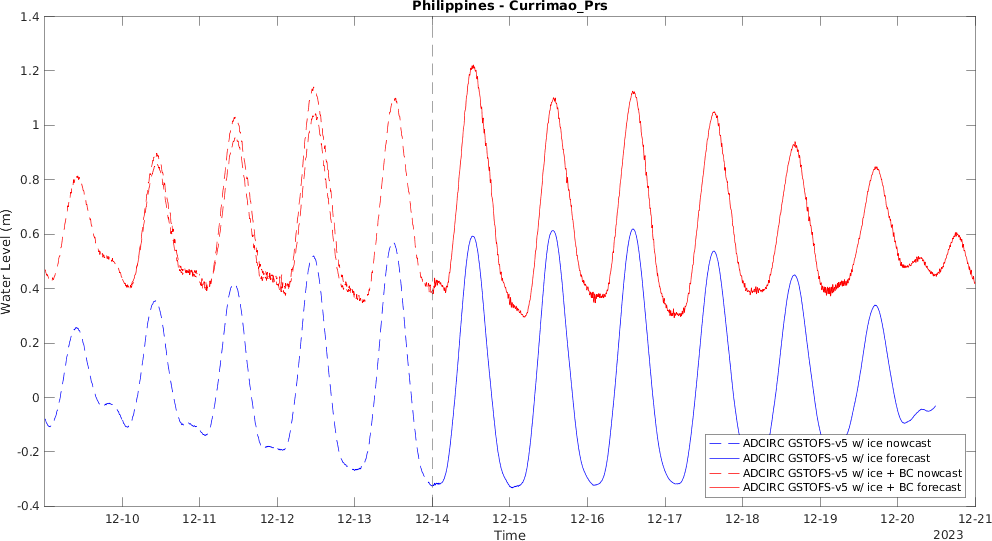 Philippines - Currimao_Prs
1.4
1.2
1
0.8
0.6
0.4
0.2
0
-0.2
-0.4
Water Level (m)
ADCIRC GSTOFS-v5 w/ ice nowcast
ADCIRC GSTOFS-v5 w/ ice forecast
ADCIRC GSTOFS-v5 w/ ice + BC nowcast
ADCIRC GSTOFS-v5 w/ ice + BC forecast
12-10 12-11 12-12 12-13 12-14 12-15 12-16 12-17 12-18 12-19 12-20 12-21
Time
2023